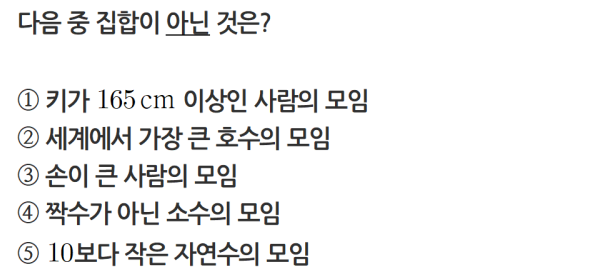 다음 중 집합이 아닌 것은?
① 키가 165 cm 이상인 사람의 모임
② 세계에서 가장 큰 호수의 모임
③ 손이 큰 사람의 모임
④ 짝수가 아닌 소수의 모임
⑤ 10보다 작은 자연수의 모임